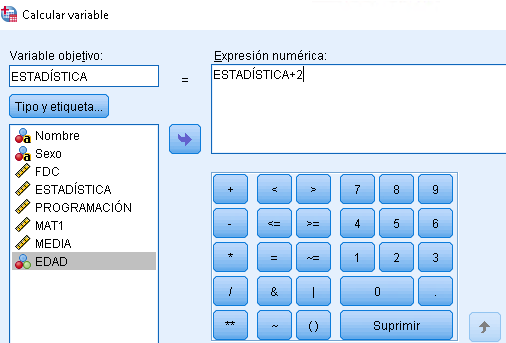 Calcular variable
Variable objetivo:
Expresión numérica:
ESTADÍSTICA
=
ESTADÍSTICA+2
Tipo y etiqueta...
Nombre
Sexo
FDC
ESTADÍSTICA
PROGRAMACIÓN
MAT1
MEDIA
EDAD
+ < > 7 8 9
- <= >= 4 5 6
* = ~= 1 2 3
/ & | 0 .
** ~ () Suprimir